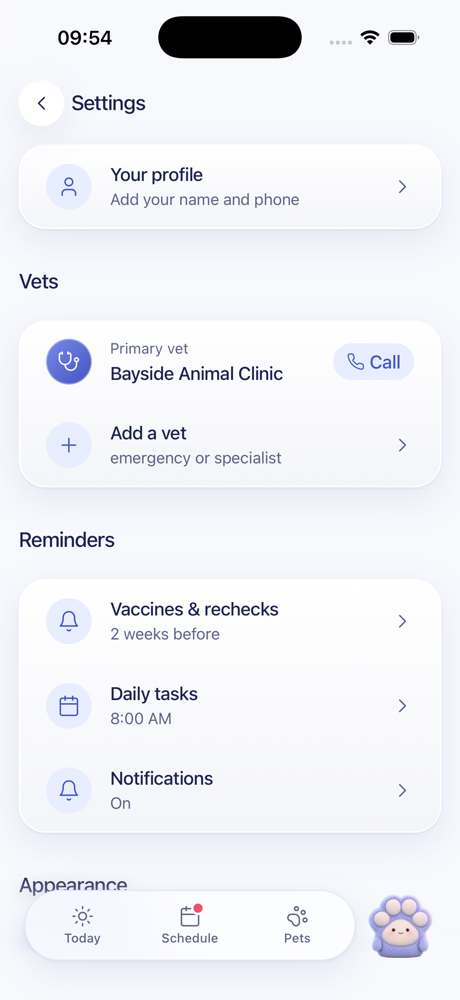 09:54
Settings
Your profile
Add your name and phone
Vets
Primary vet
Bayside Animal Clinic
Call
Add a vet
emergency or specialist
Reminders
Vaccines & rechecks
2 weeks before
Daily tasks
8:00 AM
Notifications
On
Appearance
Today
Schedule
Pets